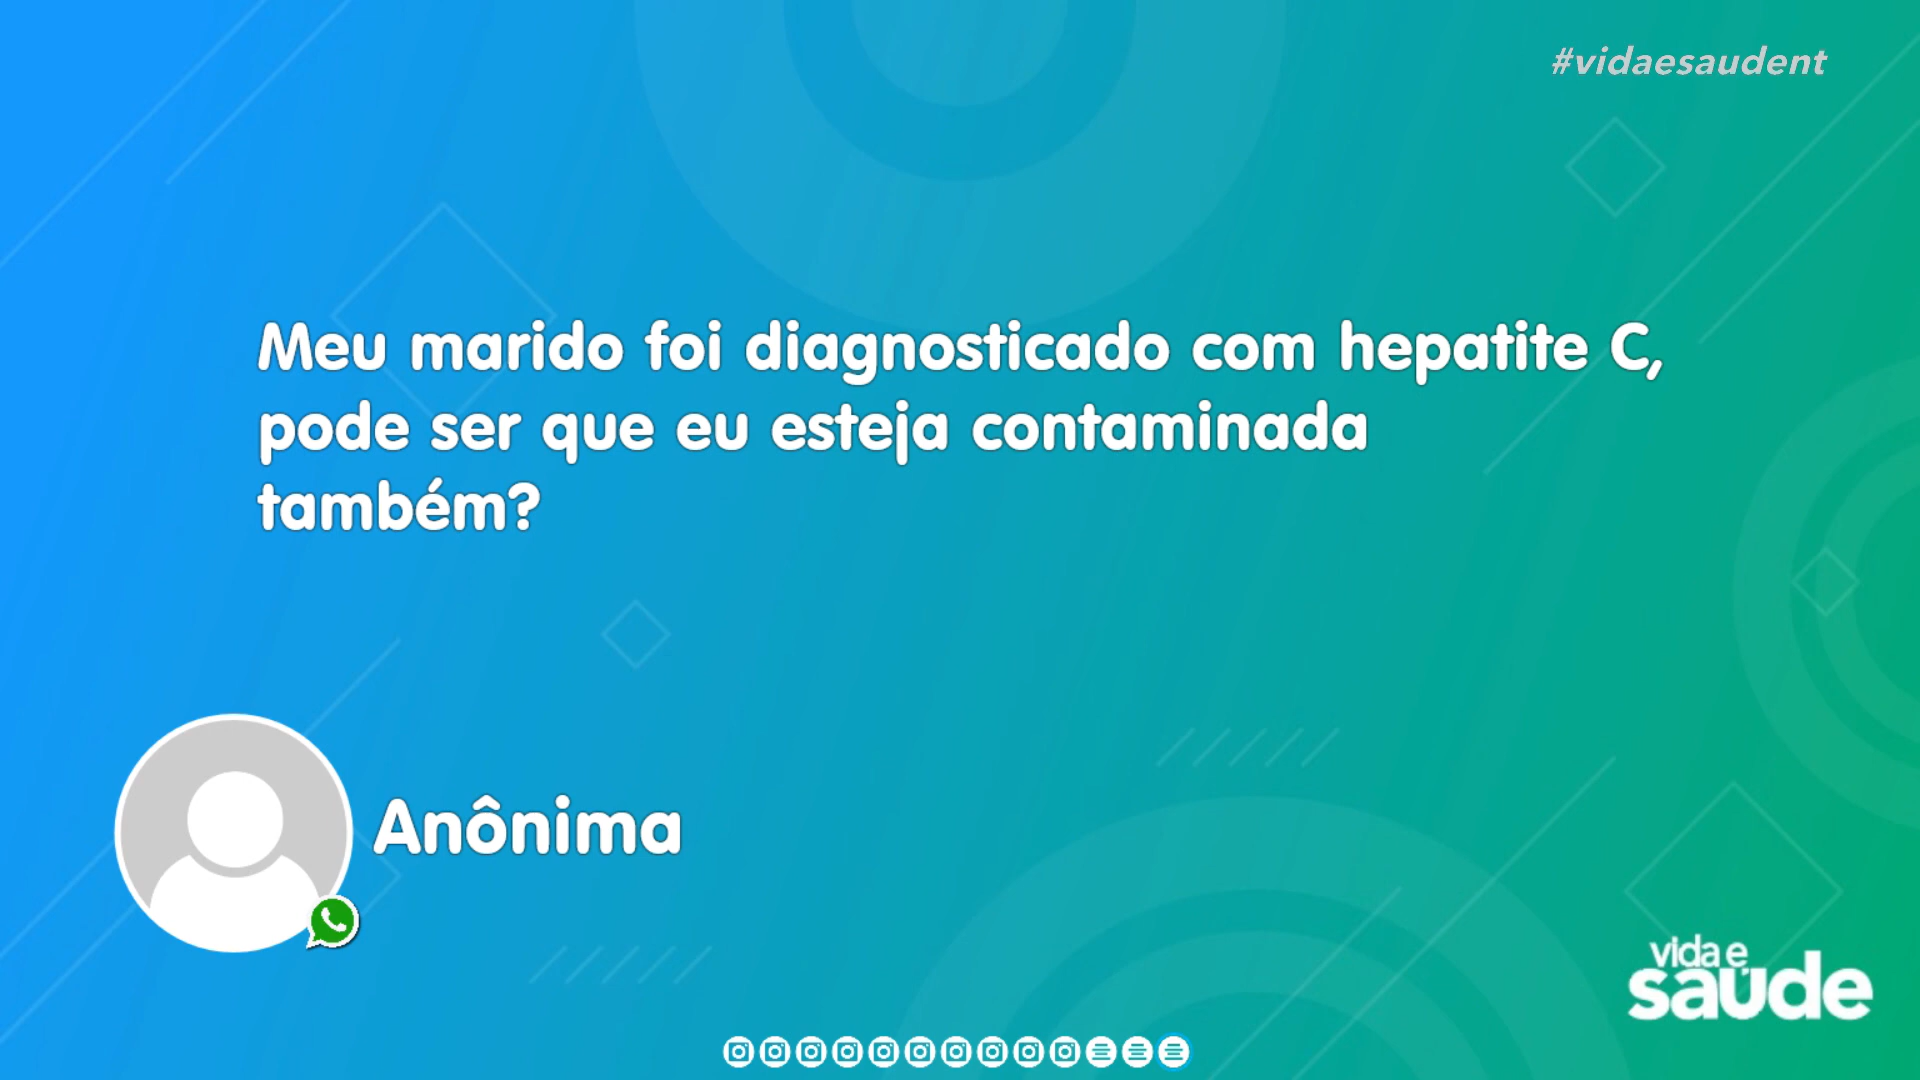 #vidaesaudent
Meu marido foi diagnosticado com hepatite C,
pode ser que eu esteja contaminada
também?
Anônima
vida e
saúde